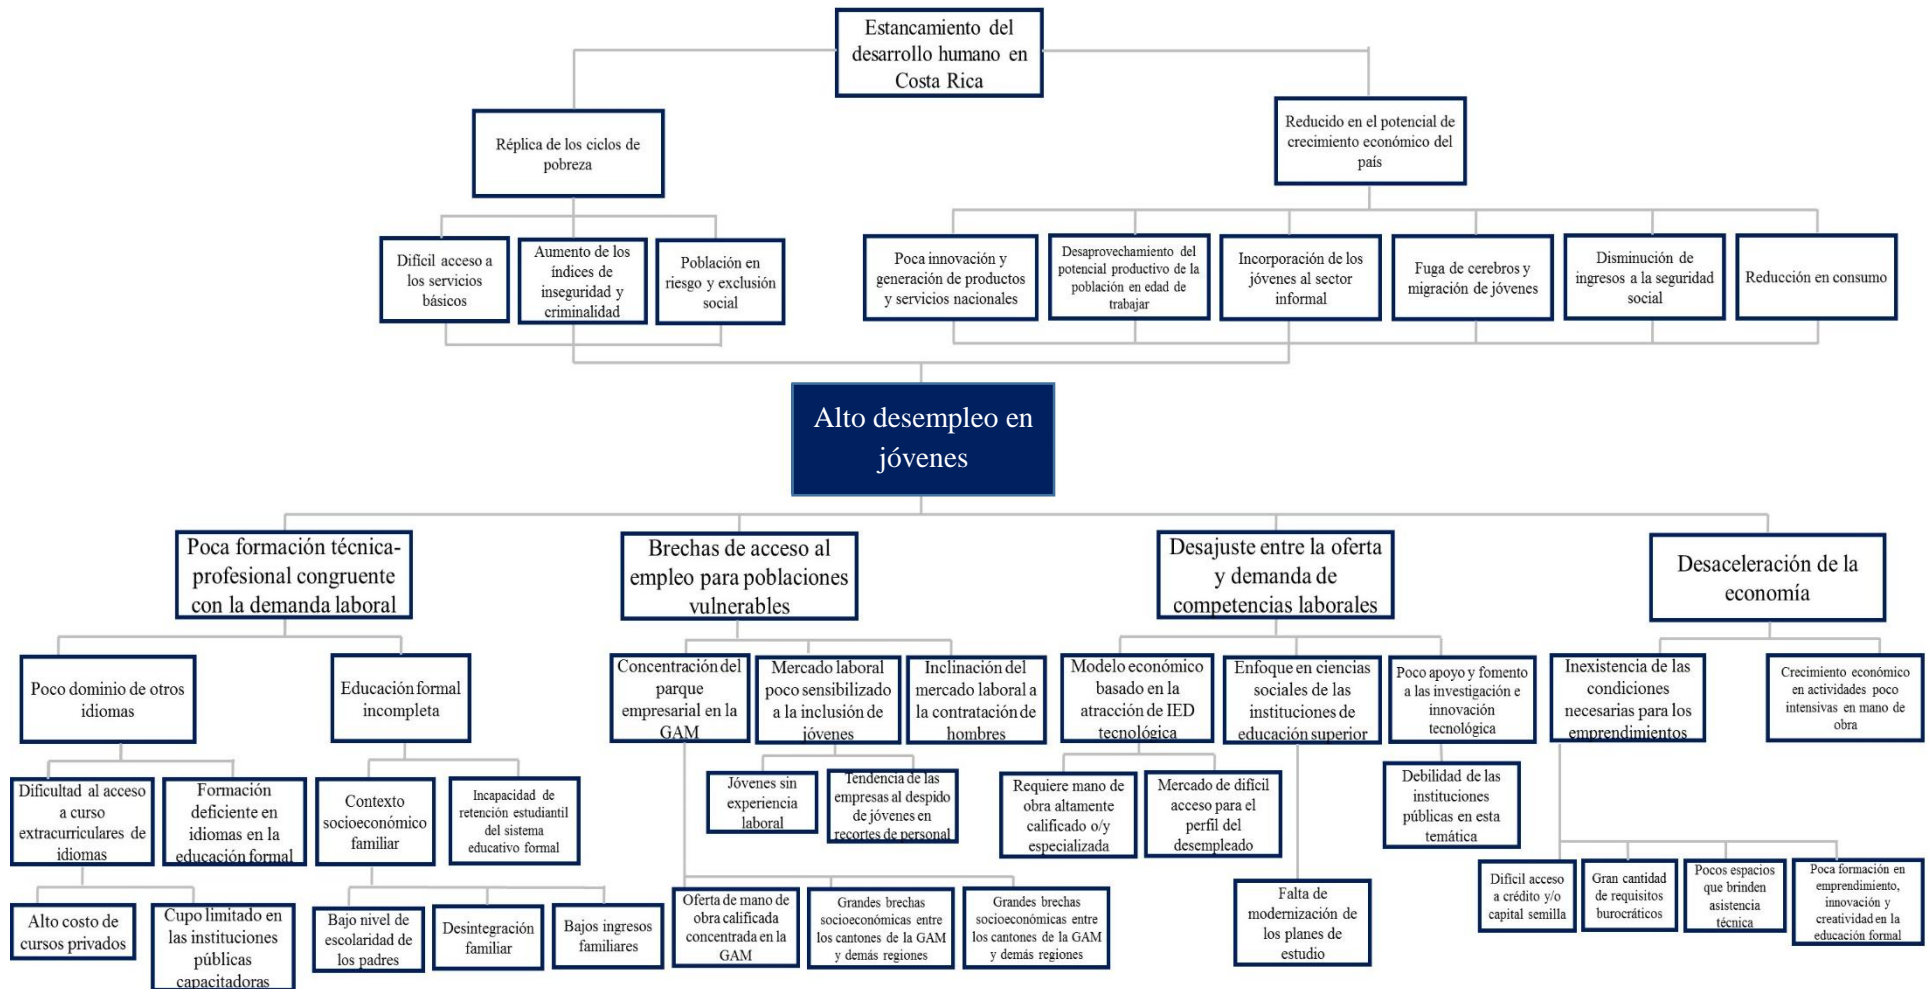 Estancamiento del
desarrollo humano en
Costa Rica
Réplica de los ciclos de
pobreza
Reducido en el potencial de
crecimiento económico del
país
Difícil acceso a
los servicios
básicos
Aumento de los
índices de
inseguridad y
criminalidad
Población en
riesgo y exclusión
social
Poca innovación y
generación de productos
y servicios nacionales
Desaprovechamiento del
potencial productivo de la
población en edad de
trabajar
Incorporación de los
jóvenes al sector
informal
Fuga de cerebros y
migración de jóvenes
Disminución de
ingresos a la seguridad
social
Reducción en consumo
Alto desempleo en
jóvenes
Poca formación técnica-
profesional congruente
con la demanda laboral
Brechas de acceso al
empleo para poblaciones
vulnerables
Desajuste entre la oferta
y demanda de
competencias laborales
Desaceleración de la
economía
Poco dominio de otros
idiomas
Educación formal
incompleta
Concentración del
parque
empresarial en la
GAM
Mercado laboral
poco sensibilizado
a la inclusión de
jóvenes
Inclinación del
mercado laboral a
la contratación de
hombres
Modelo económico
basado en la
atracción de IED
tecnológica
Enfoque en ciencias
sociales de las
instituciones de
educación superior
Poco apoyo y fomento
a las investigación e
innovación
tecnológica
Inexistencia de las
condiciones
necesarias para los
emprendimientos
Crecimiento económico
en actividades poco
intensivas en mano de
obra
Dificultad al acceso
a curso
extracurriculares de
idiomas
Formación
deficiente en
idiomas en la
educación formal
Contexto
socioeconómico
familiar
Incapacidad de
retención estudiantil
del sistema
educativo formal
Jóvenes sin
experiencia
laboral
Tendencia de las
empresas al despido
de jóvenes en
recortes de personal
Requiere mano de
obra altamente
calificado o/y
especializada
Mercado de difícil
acceso para el
perfil del
desempleado
Debilidad de las
instituciones
públicas en esta
temática
Alto costo de
cursos privados
Cupo limitado en
las instituciones
públicas
capacitadoras
Bajo nivel de
escolaridad de
los padres
Desintegración
familiar
Bajos ingresos
familiares
Oferta de mano de
obra calificada
concentrada en la
GAM
Grandes brechas
socioeconómicas entre
los cantones de la GAM
y demás regiones
Grandes brechas
socioeconómicas entre
los cantones de la GAM
y demás regiones
Falta de
modernización de
los planes de
estudio
Difícil acceso
a crédito y/o
capital semilla
Gran cantidad
de requisitos
burocráticos
Pocos espacios
que brinden
asistencia
técnica
Poca formación en
emprendimiento,
innovación y
creatividad en la
educación formal